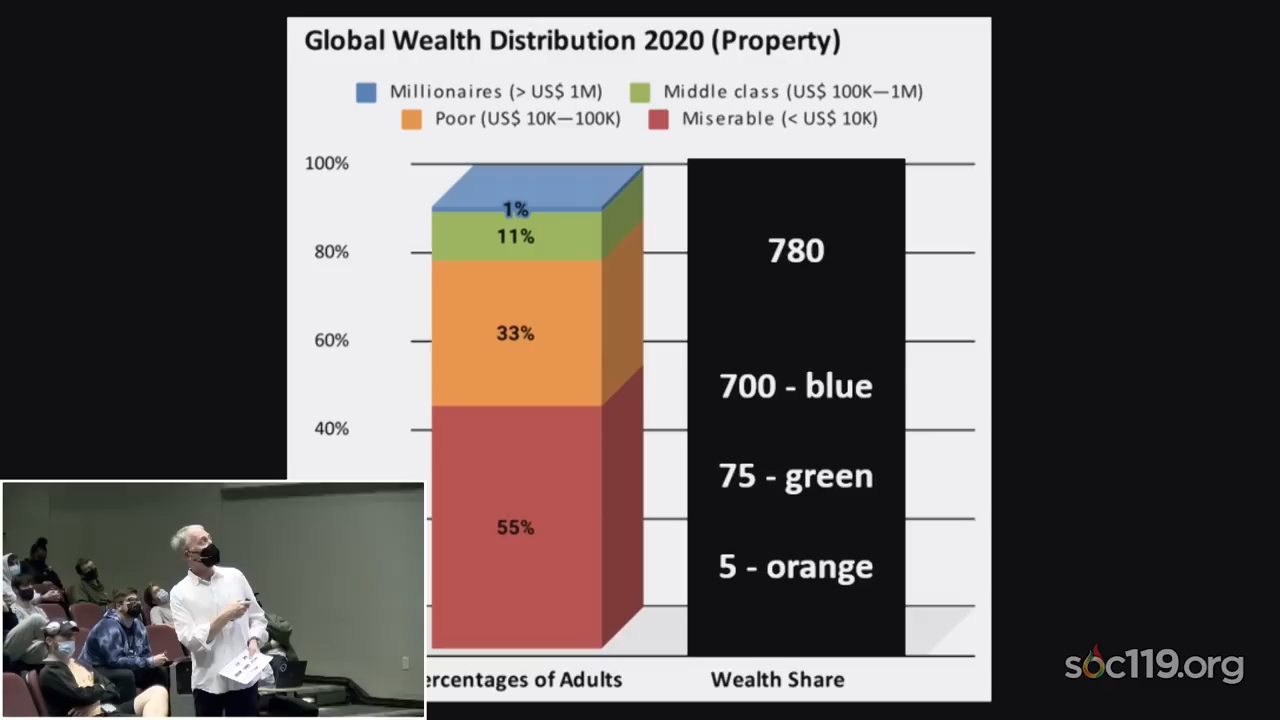 Global Wealth Distribution 2020 (Property)
Millionaires (> US$ 1M) Middle class (US$ 100K—1M)
Poor (US$ 10K—100K) Miserable (< US$ 10K)
100%
80%
60%
40%
1%
11%
33%
55%
780
700 - blue
75 - green
5 - orange
ercentages of Adults Wealth Share
soc119.org